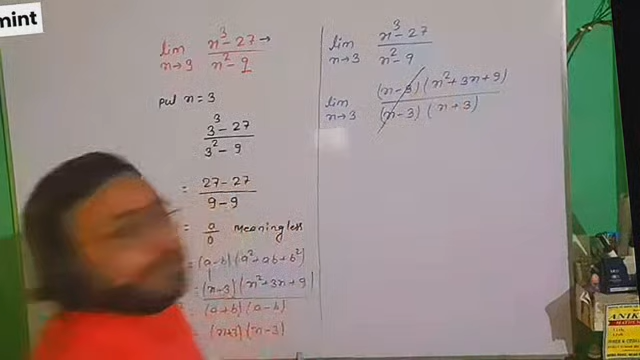 mint
lim n→3 n³-27 / n²-9 →
put n = 3
3³-27 / 3²-9
= 27-27 / 9-9
= 0/0 meaningless
= (a-b)(a²+ab+b²)
(n-3)(n²+3n+9)
(a+b)(a-b)
(n+3)(n-3)
lim n→3 n³-27 / n²-9
lim n→3 (n-3)(n²+3n+9) / (n-3)(n+3)
ANIK